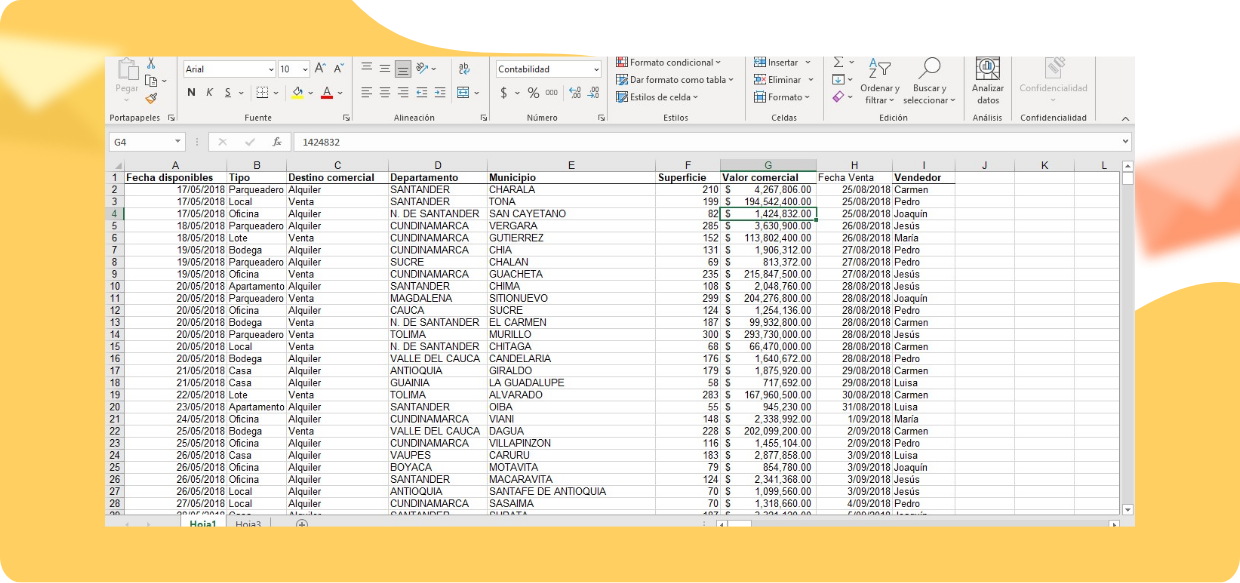 Arial 10 Contabilidad Formato condicional Insertar
Pegar Dar formato como tabla Eliminar Ordenar y Buscar y Analizar Confidencialidad
N K S $ % 000 Estilos de celda Formato filtrar seleccionar datos
Portapapeles Fuente Alineación Número Estilos Celdas Edición Análisis Confidencialidad
G4 fx 1424832
A B C D E F G H I J K L
1 Fecha disponibles Tipo Destino comercial Departamento Municipio Superficie Valor comercial Fecha Venta Vendedor
2 17/05/2018 Parqueadero Alquiler SANTANDER CHARALA 210 $ 4,267,806.00 25/08/2018 Carmen
3 17/05/2018 Local Venta SANTANDER TONA 199 $ 194,542,400.00 25/08/2018 Pedro
4 17/05/2018 Oficina Alquiler N. DE SANTANDER SAN CAYETANO 82 $ 1,424,832.00 25/08/2018 Joaquín
5 18/05/2018 Parqueadero Alquiler CUNDINAMARCA VERGARA 285 $ 3,630,900.00 26/08/2018 Jesús
6 18/05/2018 Lote Venta CUNDINAMARCA GUTIERREZ 152 $ 113,802,400.00 26/08/2018 María
7 19/05/2018 Bodega Alquiler CUNDINAMARCA CHIA 131 $ 1,906,312.00 27/08/2018 Pedro
8 19/05/2018 Parqueadero Alquiler SUCRE CHALAN 69 $ 813,372.00 27/08/2018 Pedro
9 19/05/2018 Oficina Venta CUNDINAMARCA GUACHETA 235 $ 215,847,500.00 27/08/2018 Jesús
10 20/05/2018 Apartamento Alquiler SANTANDER CHIMA 108 $ 2,048,760.00 28/08/2018 Jesús
11 20/05/2018 Parqueadero Venta MAGDALENA SITIONUEVO 299 $ 204,276,800.00 28/08/2018 Joaquín
12 20/05/2018 Oficina Alquiler CAUCA SUCRE 124 $ 1,254,136.00 28/08/2018 Pedro
13 20/05/2018 Bodega Venta N. DE SANTANDER EL CARMEN 187 $ 99,932,800.00 28/08/2018 Carmen
14 20/05/2018 Parqueadero Venta TOLIMA MURILLO 300 $ 293,730,000.00 28/08/2018 Jesús
15 20/05/2018 Local Venta N. DE SANTANDER CHITAGA 68 $ 66,470,000.00 28/08/2018 Carmen
16 20/05/2018 Bodega Alquiler VALLE DEL CAUCA CANDELARIA 176 $ 1,640,672.00 28/08/2018 Pedro
17 21/05/2018 Casa Alquiler ANTIOQUIA GIRALDO 179 $ 1,875,920.00 29/08/2018 Carmen
18 21/05/2018 Casa Alquiler GUAINIA LA GUADALUPE 58 $ 717,692.00 29/08/2018 Luisa
19 22/05/2018 Lote Venta TOLIMA ALVARADO 283 $ 167,960,500.00 30/08/2018 Carmen
20 23/05/2018 Apartamento Alquiler SANTANDER OIBA 55 $ 945,230.00 31/08/2018 Luisa
21 24/05/2018 Oficina Alquiler CUNDINAMARCA VIANI 148 $ 2,338,992.00 1/09/2018 María
22 25/05/2018 Bodega Venta VALLE DEL CAUCA DAGUA 228 $ 202,099,200.00 2/09/2018 Carmen
23 25/05/2018 Oficina Alquiler CUNDINAMARCA VILLAPINZON 116 $ 1,455,104.00 2/09/2018 Pedro
24 26/05/2018 Casa Alquiler VAUPES CARURU 183 $ 2,877,858.00 3/09/2018 Luisa
25 26/05/2018 Oficina Alquiler BOYACA MOTAVITA 79 $ 854,780.00 3/09/2018 Joaquín
26 26/05/2018 Oficina Alquiler SANTANDER MACARAVITA 124 $ 2,341,368.00 3/09/2018 Jesús
27 26/05/2018 Local Alquiler ANTIOQUIA SANTAFE DE ANTIOQUIA 70 $ 1,099,560.00 3/09/2018 Jesús
28 27/05/2018 Local Alquiler CUNDINAMARCA SASAIMA 70 $ 1,318,660.00 4/09/2018 Pedro
Hoja1 Hoja3